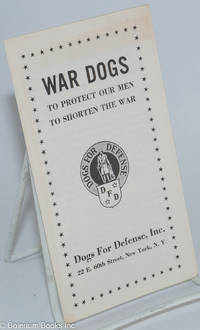 WAR DOGS
TO PROTECT OUR MEN
TO SHORTEN THE WAR
DOGS FOR DEFENSE
DFD
Dogs For Defense, Inc.
22 E. 60th Street, New York, N. Y.
© Bolerium Books Inc.